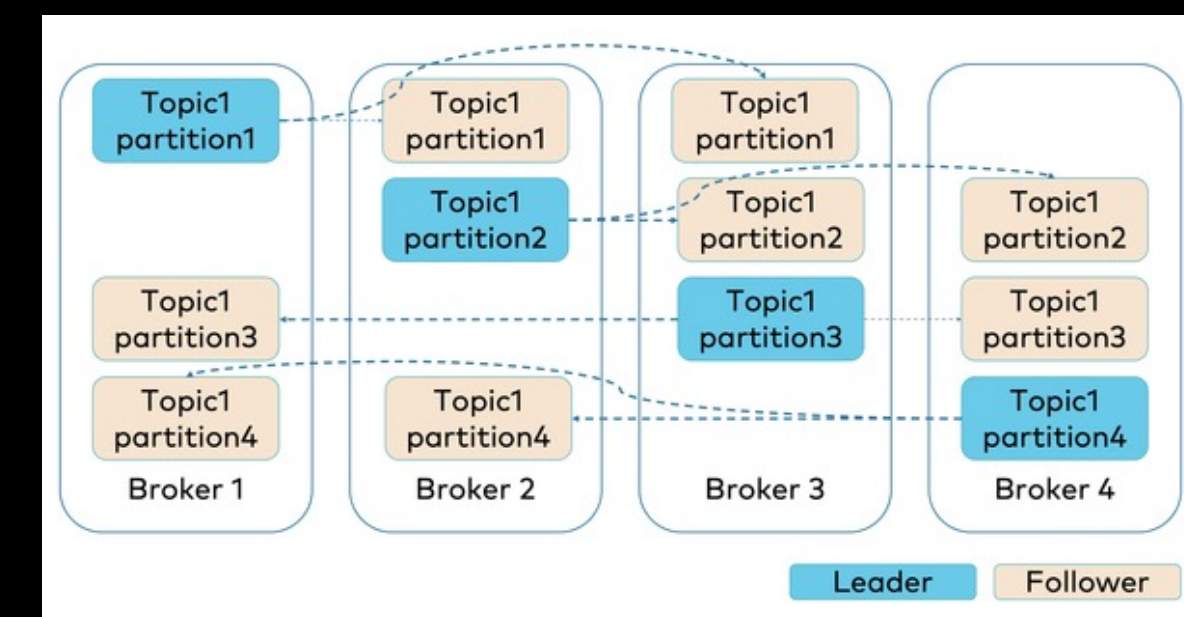 Topic1
partition1
Topic1
partition3
Topic1
partition4
Broker 1
Topic1
partition1
Topic1
partition2
Topic1
partition4
Broker 2
Topic1
partition1
Topic1
partition2
Topic1
partition3
Broker 3
Topic1
partition2
Topic1
partition3
Topic1
partition4
Broker 4
Leader
Follower